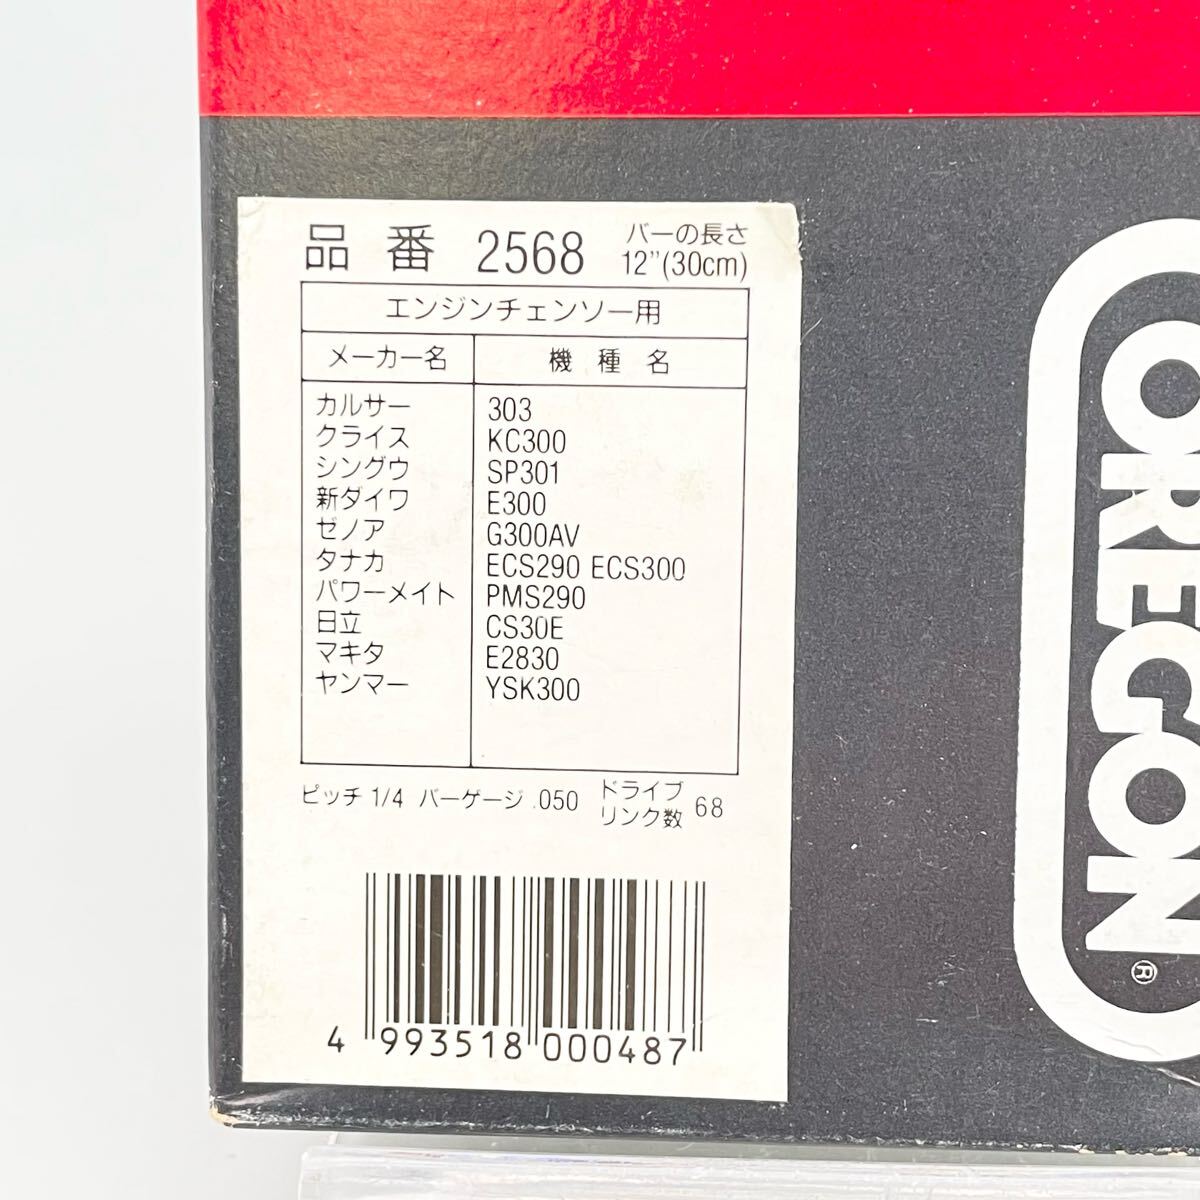 品番 2568 バーの長さ 12"(30cm)
エンジンチェンソー用
メーカー名 機種名
カルサー 303
クライス KC300
シングウ SP301
新ダイワ E300
ゼノア G300AV
タナカ ECS290 ECS300
パワーメイト PMS290
日立 CS30E
マキタ E2830
ヤンマー YSK300
ピッチ 1/4 バーゲージ .050 ドライブリンク数 68
4 993518 000487
OREGON®